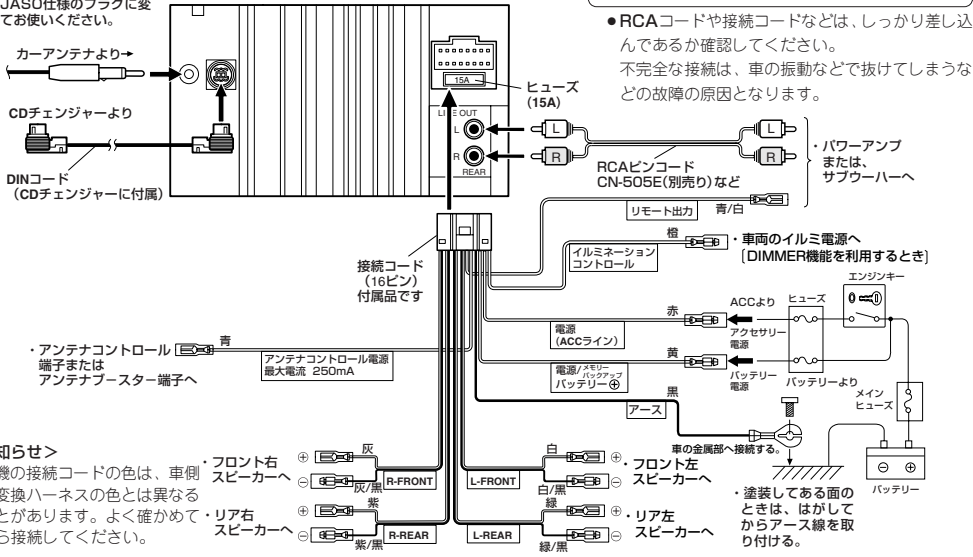 JASO仕様のプラグに変
てお使いください。
カーアンテナより→
CDチェンジャーより
DINコード
(CDチェンジャーに付属)
15A
ヒューズ
(15A)
L
R
REAR
●RCAコードや接続コードなどは、しっかり差し込
んであるか確認してください。
不完全な接続は、車の振動などで抜けてしまうな
どの故障の原因となります。
L
R
L
R
RCAピンコード
CN-505E(別売り)など
・パワーアンプ
または、
サブウーハーへ
リモート出力
青/白
接続コード
(16ピン)
付属品です
イルミネーション
コントロール
橙
・車両のイルミ電源へ
[DIMMER機能を利用するとき]
電源
(ACCライン)
赤
ACCより
アクセサリー
電源
ヒューズ
エンジンキー
電源/メモリーバックアップ
バッテリー⊕
黄
バッテリー
電源
バッテリーより
メイン
ヒューズ
アース
黒
車の金属部へ接続する。
⊖ ⊕
バッテリー
・塗装してある面の
ときは、はがして
からアース線を取
り付ける。
・アンテナコントロール
端子または
アンテナブースター端子へ
青
アンテナコントロール電源
最大電流 250mA
知らせ>
機の接続コードの色は、車側
変換ハーネスの色とは異なる
とがあります。よく確かめて
ら接続してください。
・フロント右
スピーカーへ
⊕
⊖
灰
灰/黒
R-FRONT
・リア右
スピーカーへ
⊕
⊖
紫
紫/黒
R-REAR
L-FRONT
白
白/黒
⊕
⊖
・フロント左
スピーカーへ
L-REAR
緑
緑/黒
⊕
⊖
・リア左
スピーカーへ